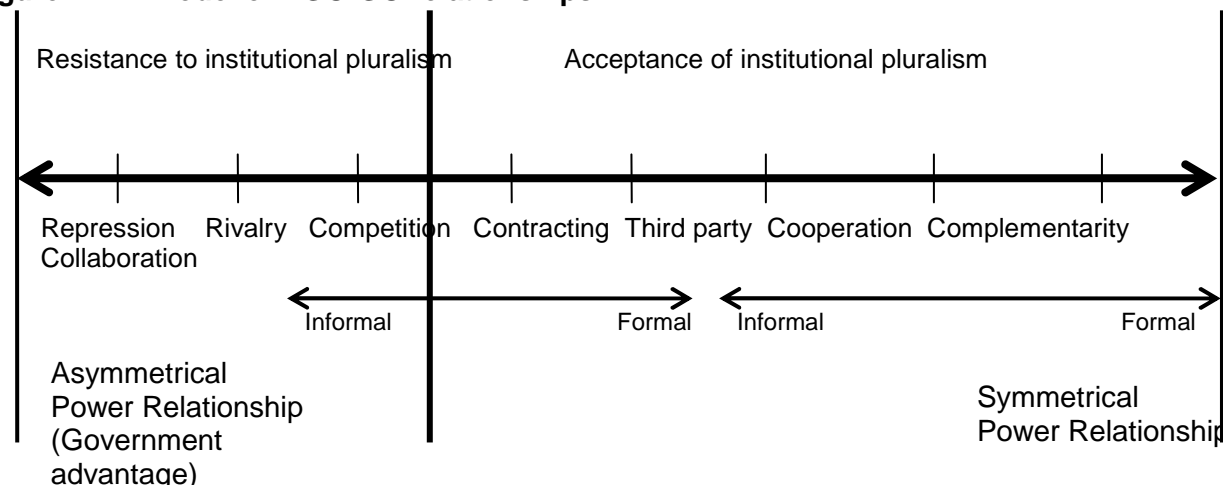 Resistance to institutional pluralism Acceptance of institutional pluralism
Repression Rivalry Competition Contracting Third party Cooperation Complementarity
Collaboration
Informal Formal Informal Formal
Asymmetrical
Power Relationship
(Government
advantage)
Symmetrical
Power Relationship